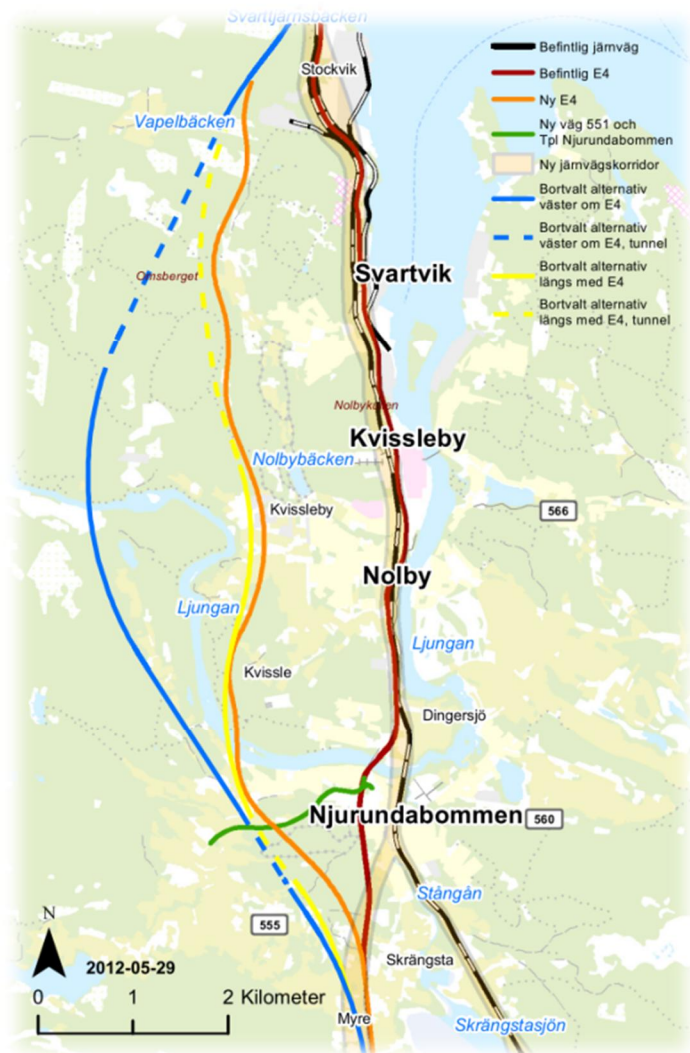 Svarttjärnsbäcken
Befintlig järnväg
Befintlig E4
Ny E4
Ny väg 551 och
Tpl Njurundabommen
Ny järnvägskorridor
Bortvalt alternativ
väster om E4
Bortvalt alternativ
väster om E4, tunnel
Bortvalt alternativ
längs med E4
Bortvalt alternativ
längs med E4, tunnel
Stockvik
Vapelbäcken
Svartvik
Omsberget
Nolbykullen
Kvissleby
Nolbybäcken
Kvissleby
566
Nolby
Ljungan
Ljungan
Kvissle
Dingersjö
Njurundabommen
560
Stångån
555
N
Skrängsta
2012-05-29
0 1 2 Kilometer
Myre
Skrängstasjön